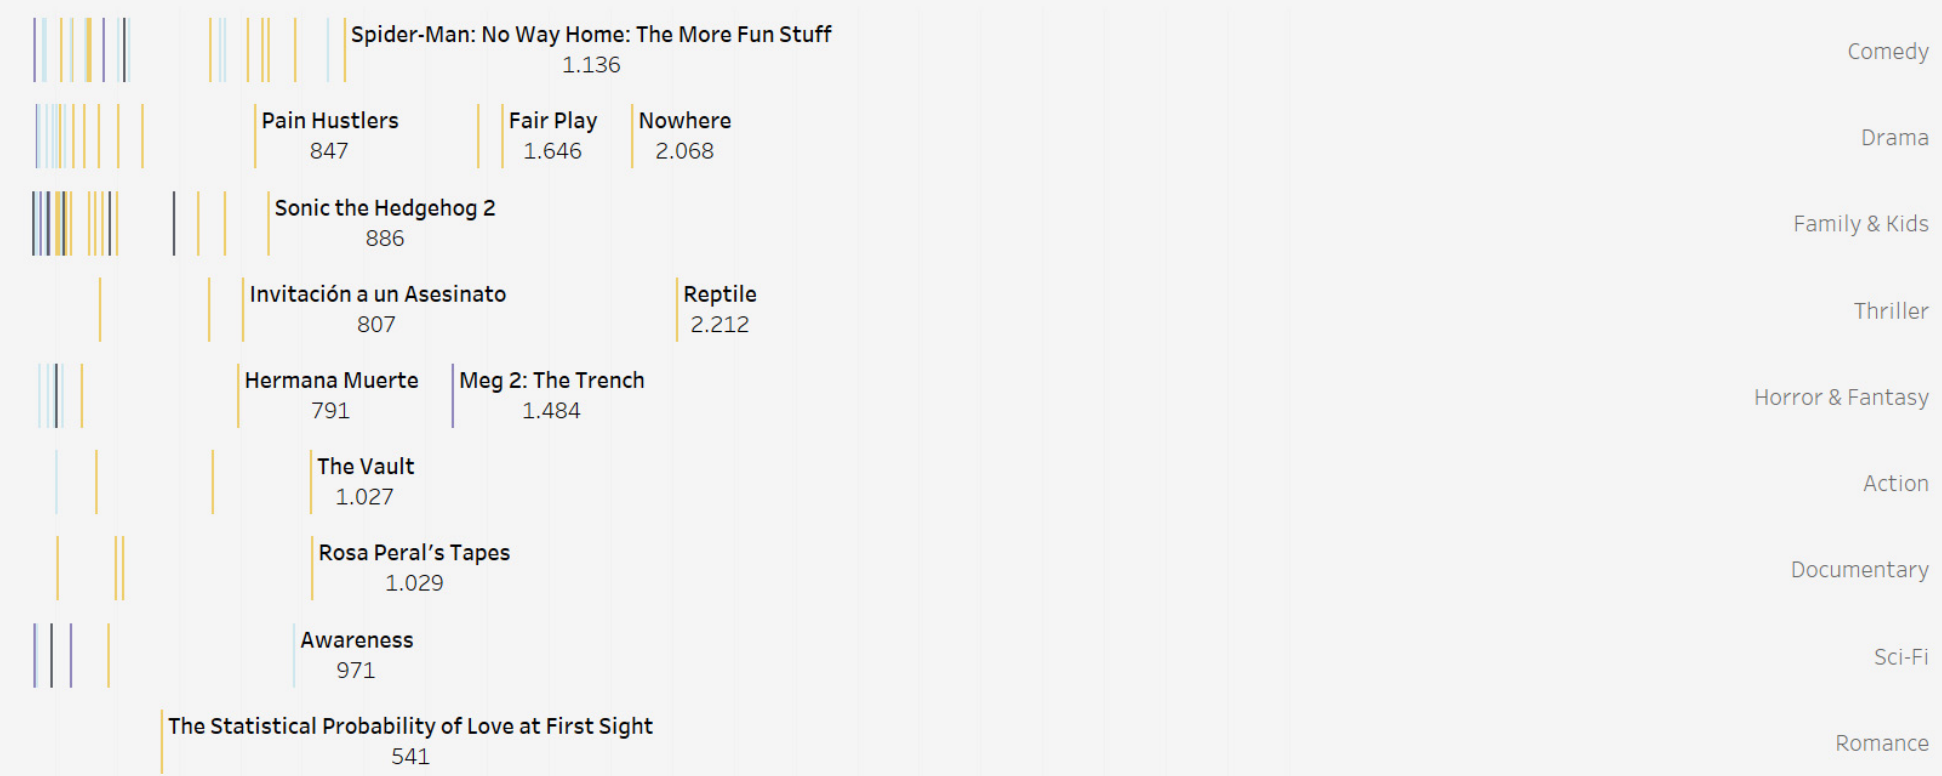 Spider-Man: No Way Home: The More Fun Stuff
1.136
Comedy
Pain Hustlers
847
Fair Play
1.646
Nowhere
2.068
Drama
Sonic the Hedgehog 2
886
Family & Kids
Invitación a un Asesinato
807
Reptile
2.212
Thriller
Hermana Muerte
791
Meg 2: The Trench
1.484
Horror & Fantasy
The Vault
1.027
Action
Rosa Peral's Tapes
1.029
Documentary
Awareness
971
Sci-Fi
The Statistical Probability of Love at First Sight
541
Romance